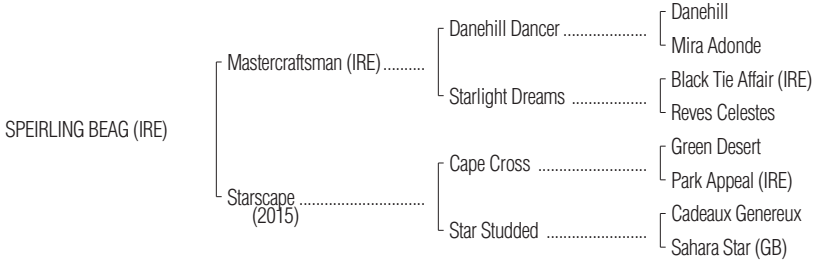 Danehill
Danehill Dancer ....................
Mira Adonde
Mastercraftsman (IRE)..........
Black Tie Affair (IRE)
Starlight Dreams ..................
Reves Celestes
SPEIRLING BEAG (IRE)
Green Desert
Cape Cross ..........................
Park Appeal (IRE)
Starscape ..............................
(2015)
Cadeaux Genereux
Star Studded ........................
Sahara Star (GB)